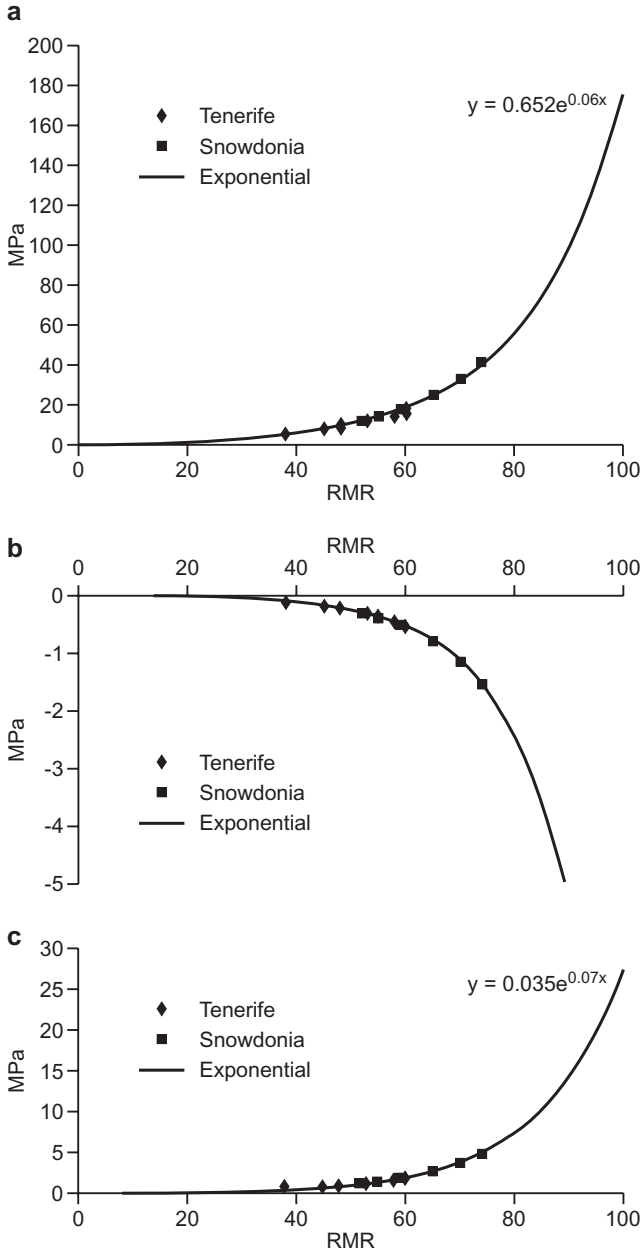 a
200
180
160
140
120
100
80
60
40
20
0
MPa
Tenerife
Snowdonia
Exponential
y = 0.652e^0.06x
0 20 40 60 80 100
RMR
b
RMR
0 20 40 60 80 100
0
-1
-2
-3
-4
-5
MPa
Tenerife
Snowdonia
Exponential
c
30
25
20
15
10
5
0
MPa
Tenerife
Snowdonia
Exponential
y = 0.035e^0.07x
0 20 40 60 80 100
RMR